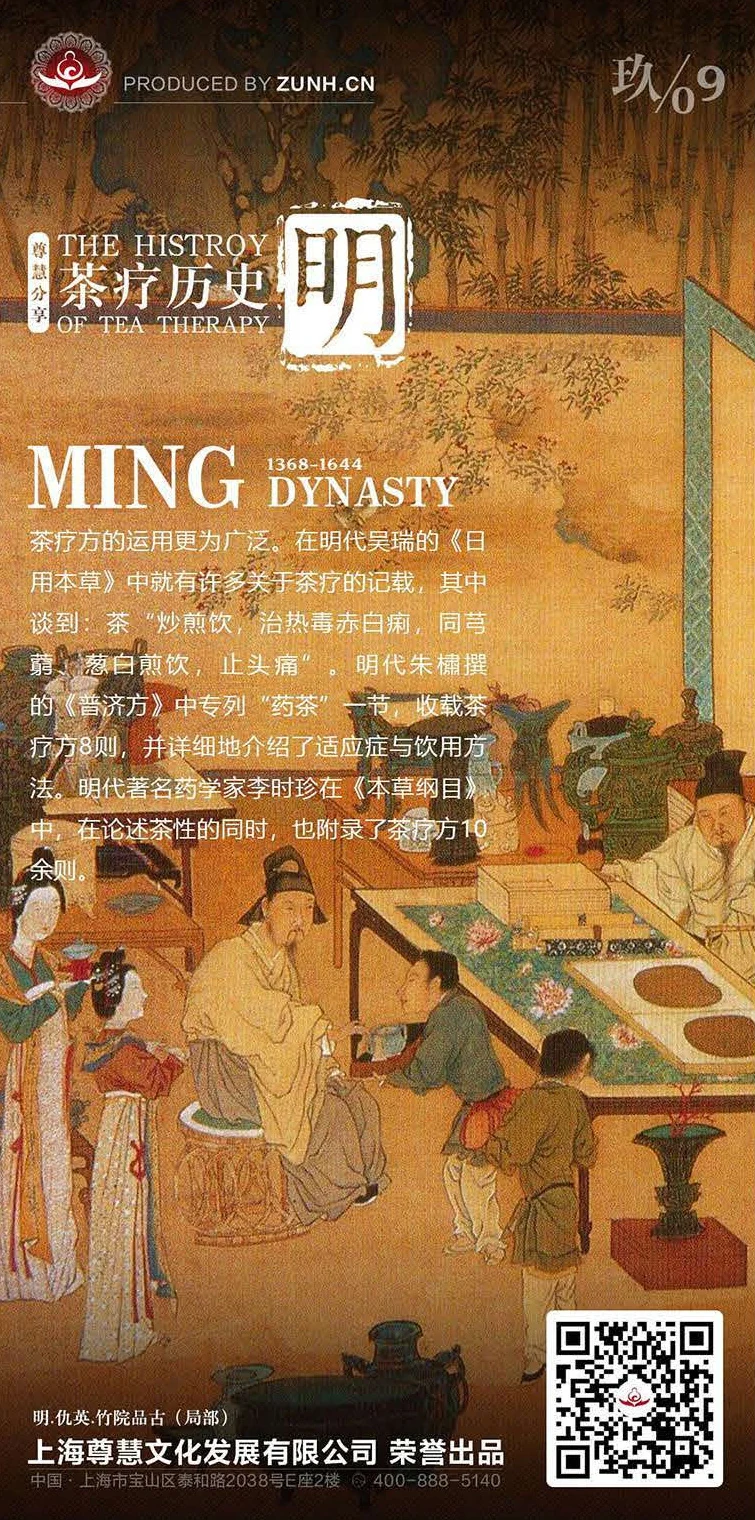 PRODUCED BY ZUNH.CN
玖/09
尊慧分享
THE HISTROY
茶疗历史
OF TEA THERAPY
明
MING 1368-1644 DYNASTY
茶疗方的运用更为广泛。在明代吴瑞的《日
用本草》中就有许多关于茶疗的记载，其中
谈到：茶“炒煎饮，治热毒赤白痢，同芎
藭、葱白煎饮，止头痛”。明代朱橚撰
的《普济方》中专列“药茶”一节，收载茶
疗方8则，并详细地介绍了适应症与饮用方
法。明代著名药学家李时珍在《本草纲目》
中，在论述茶性的同时，也附录了茶疗方10
余则。
明.仇英.竹院品古（局部）
上海尊慧文化发展有限公司 荣誉出品
中国·上海市宝山区泰和路2038号E座2楼 400-888-5140